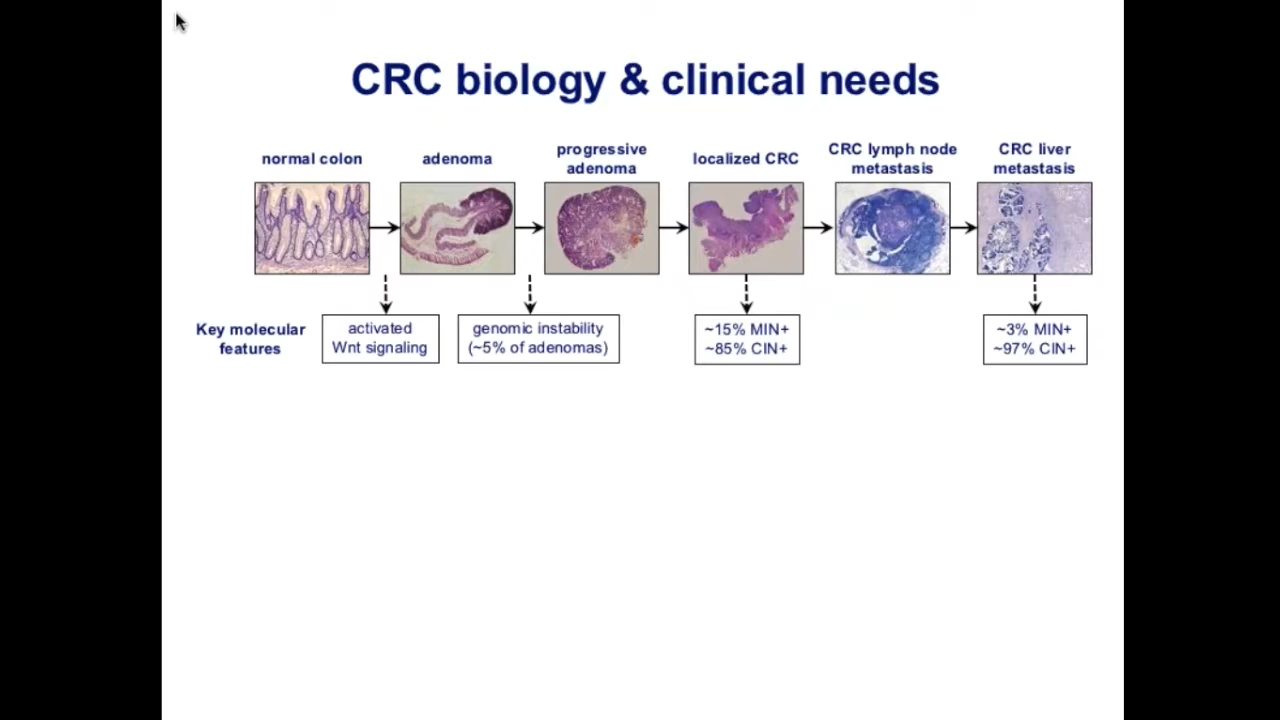 CRC biology & clinical needs
normal colon
adenoma
progressive
adenoma
localized CRC
CRC lymph node
metastasis
CRC liver
metastasis
Key molecular
features
activated
Wnt signaling
genomic instability
(~5% of adenomas)
~15% MIN+
~85% CIN+
~3% MIN+
~97% CIN+